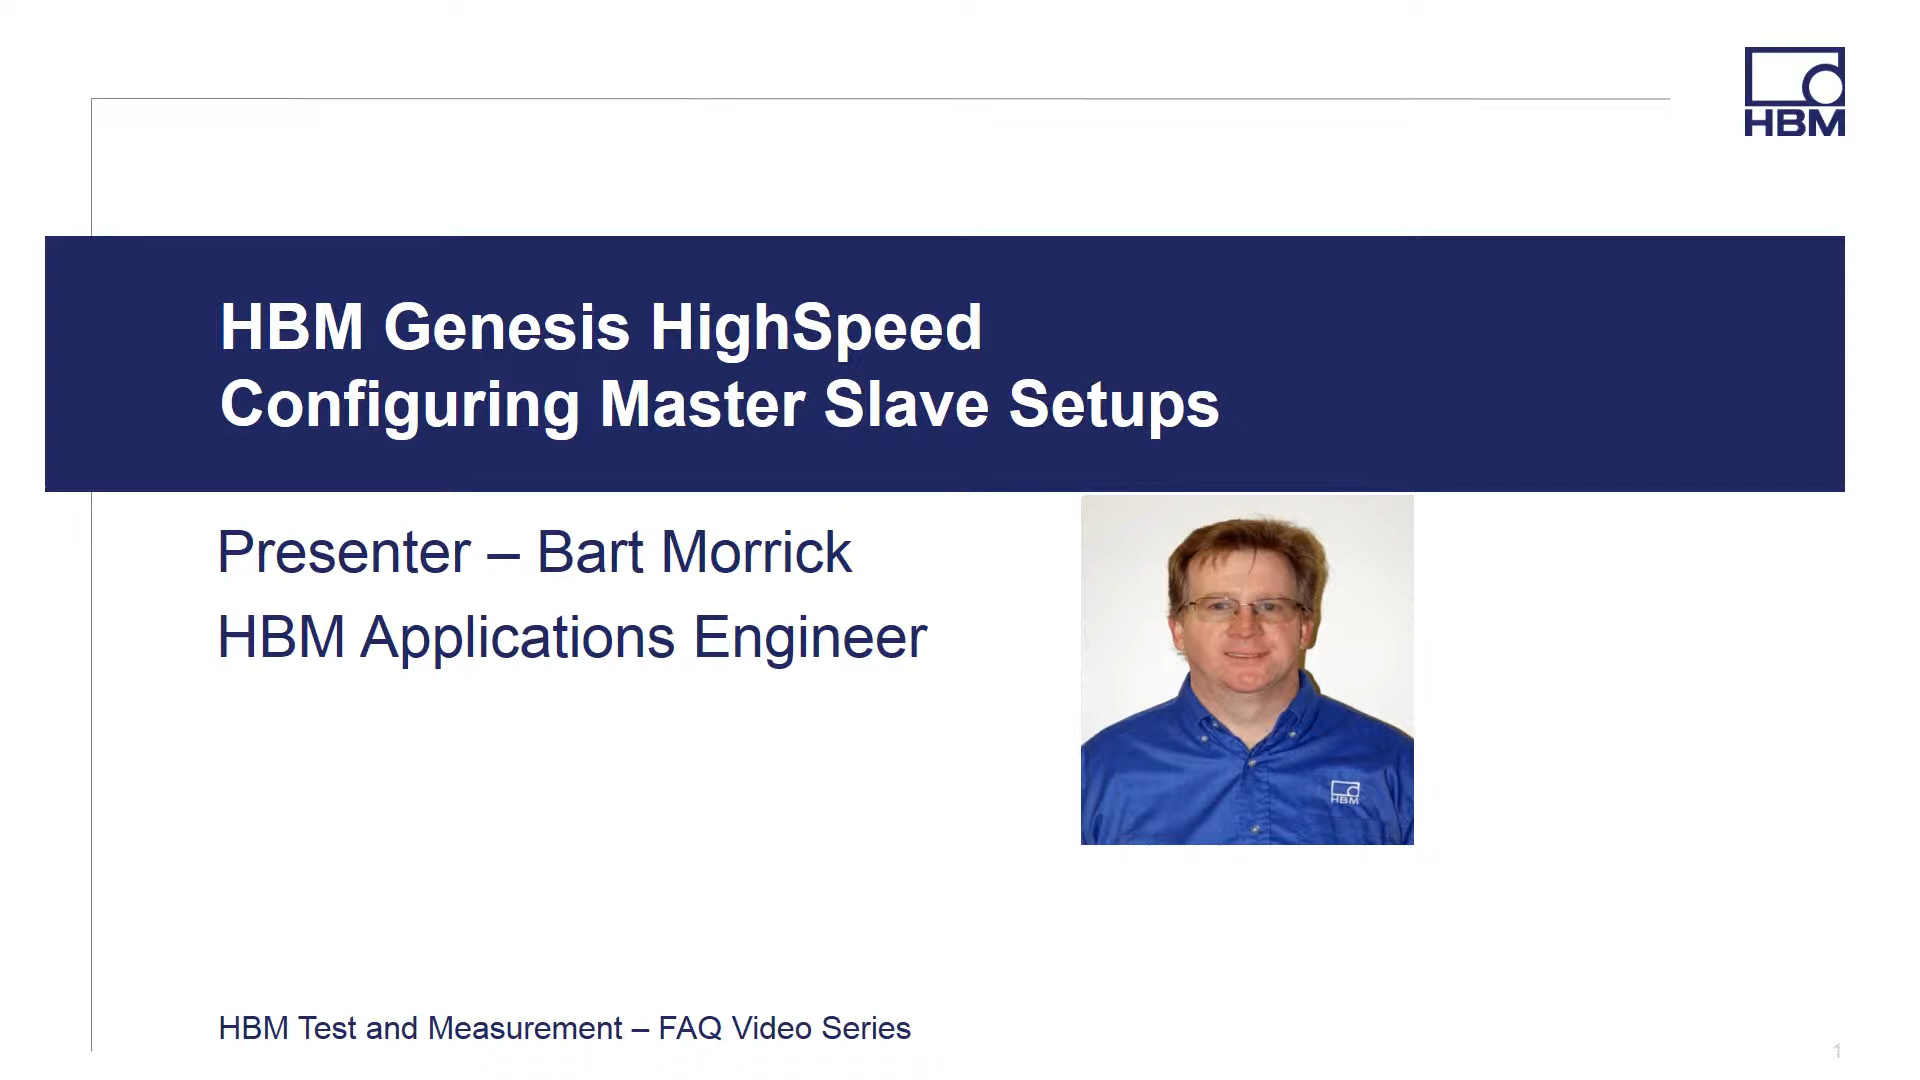 HBM
HBM Genesis HighSpeed
Configuring Master Slave Setups
Presenter – Bart Morrick
HBM Applications Engineer
HBM
HBM Test and Measurement – FAQ Video Series
1